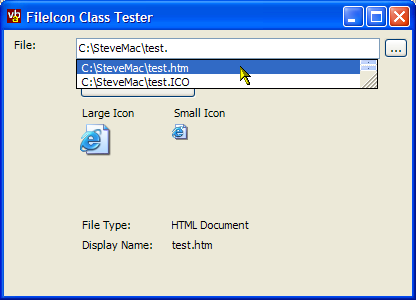 vb
a
FileIcon Class Tester
File:
C:\SteveMac\test.
...
C:\SteveMac\test.htm
C:\SteveMac\test.ICO
Large Icon Small Icon
File Type: HTML Document
Display Name: test.htm